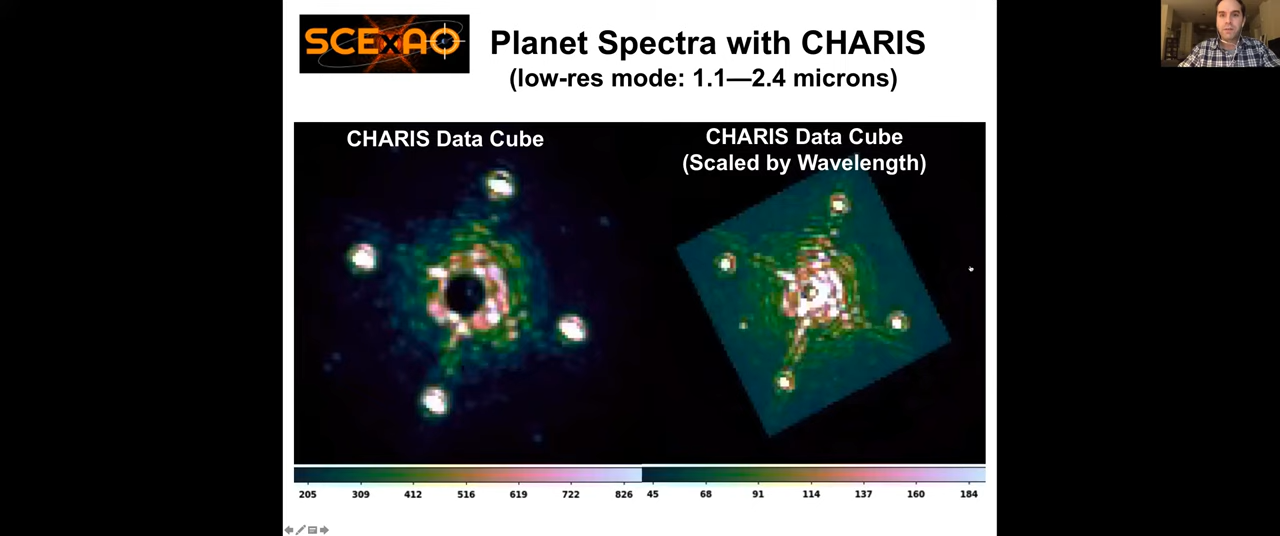 SCExAO
Planet Spectra with CHARIS
(low-res mode: 1.1—2.4 microns)
CHARIS Data Cube
CHARIS Data Cube
(Scaled by Wavelength)
205 309 412 516 619 722 826 45 68 91 114 137 160 184